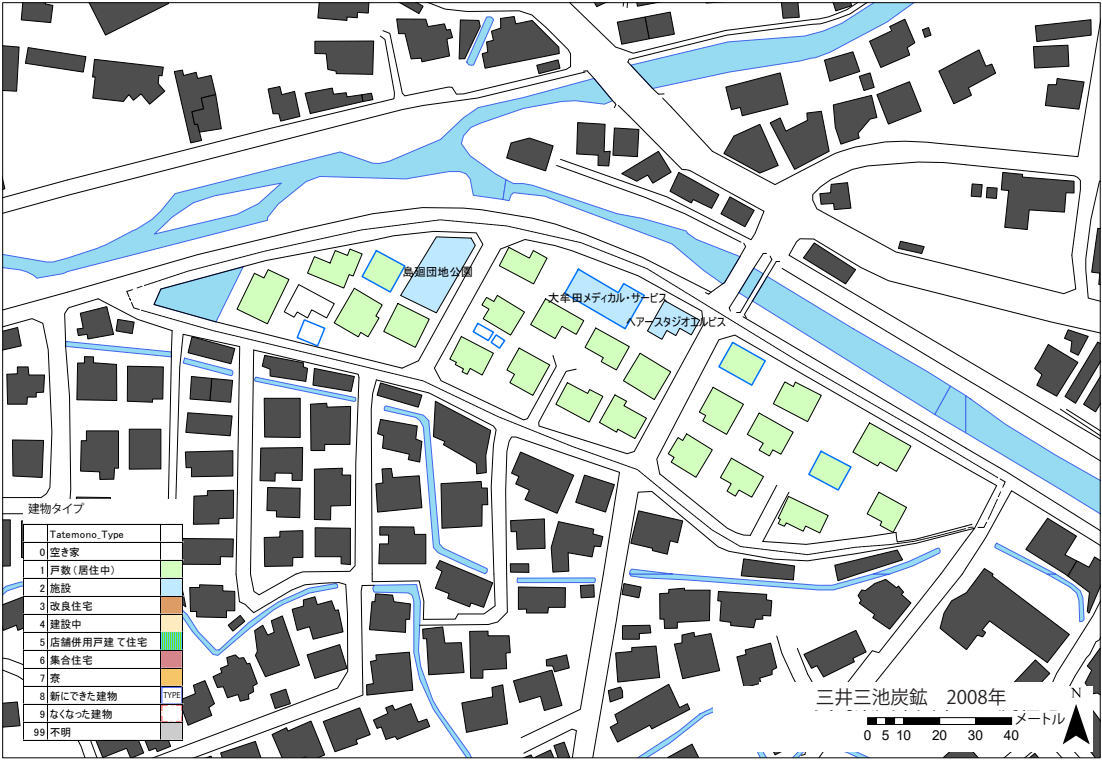 島廻団地公園
大牟田メディカル・サービス
ヘアースタジオエルビス
建物タイプ
Tatemono_Type
0 空き家
1 戸数(居住中)
2 施設
3 改良住宅
4 建設中
5 店舗併用戸建て住宅
6 集合住宅
7 寮
8 新にできた建物 TYPE
9 なくなった建物
99 不明
三井三池炭鉱 2008年
N
メートル
0 5 10 20 30 40